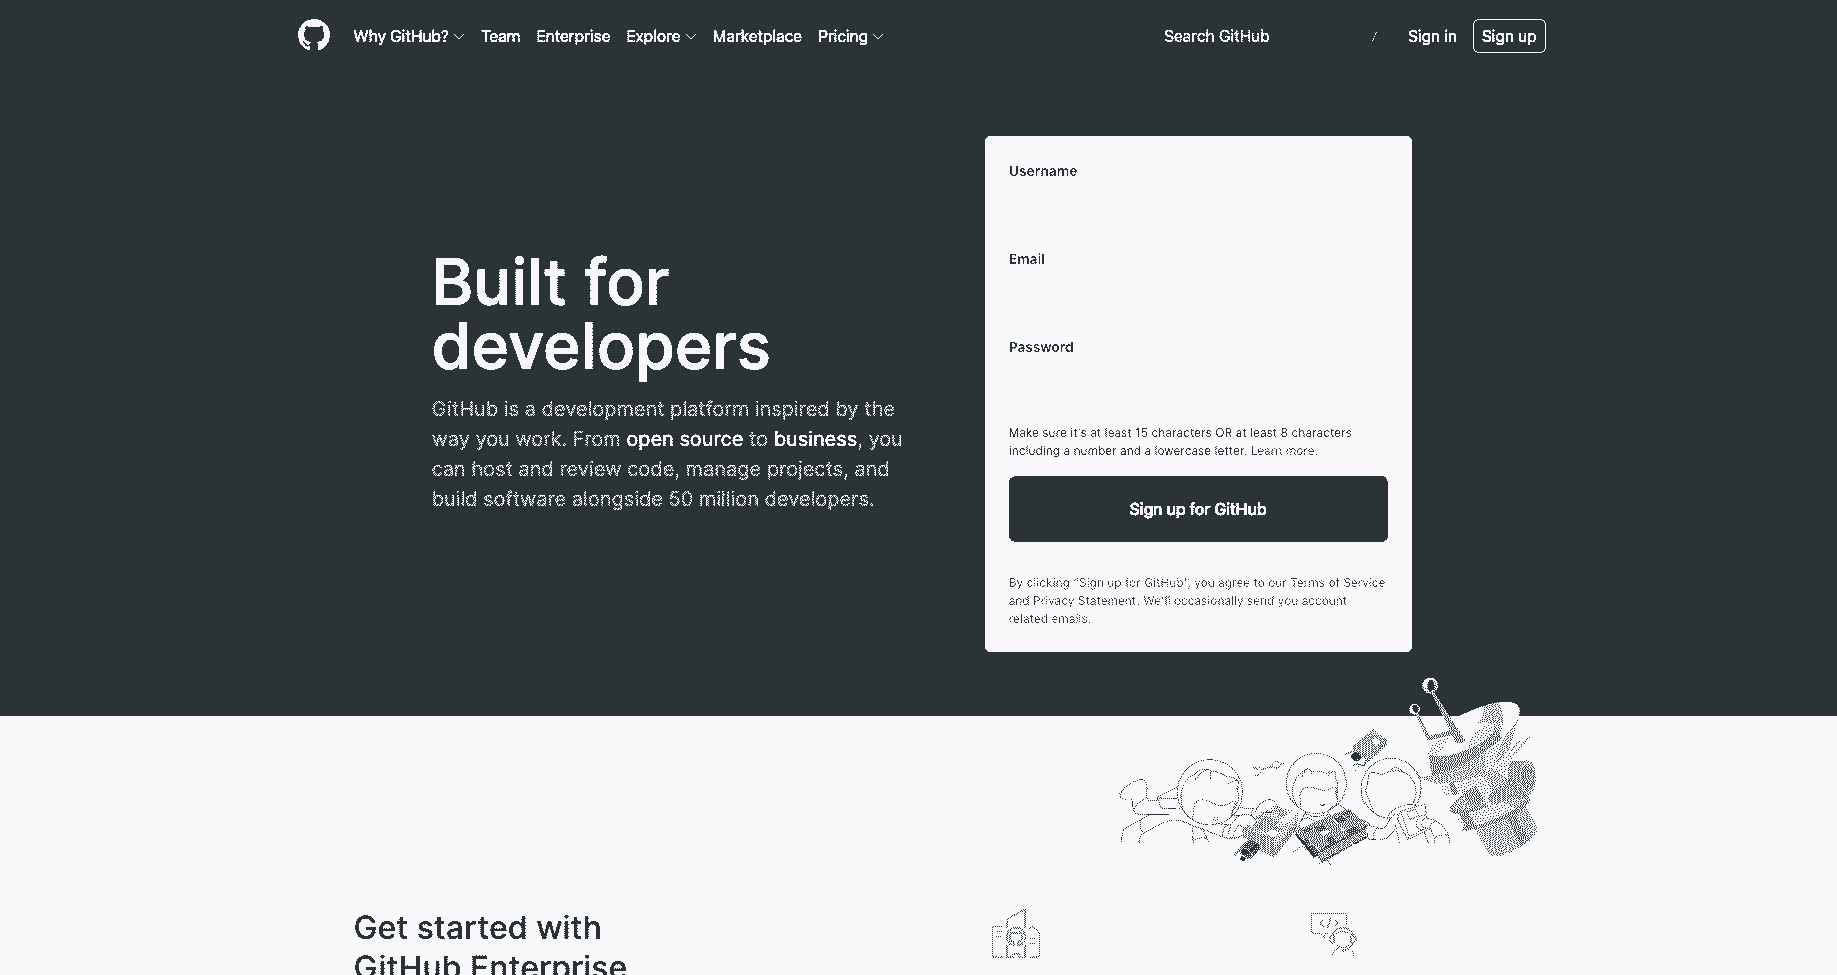 Why GitHub? Team Enterprise Explore Marketplace Pricing Search GitHub / Sign in Sign up
Built for
developers
GitHub is a development platform inspired by the
way you work. From open source to business, you
can host and review code, manage projects, and
build software alongside 50 million developers.
Username
Email
Password
Make sure it's at least 15 characters OR at least 8 characters
including a number and a lowercase letter. Learn more.
Sign up for GitHub
By clicking “Sign up for GitHub”, you agree to our Terms of Service
and Privacy Statement. We'll occasionally send you account
related emails.
Get started with
GitHub Enterprise